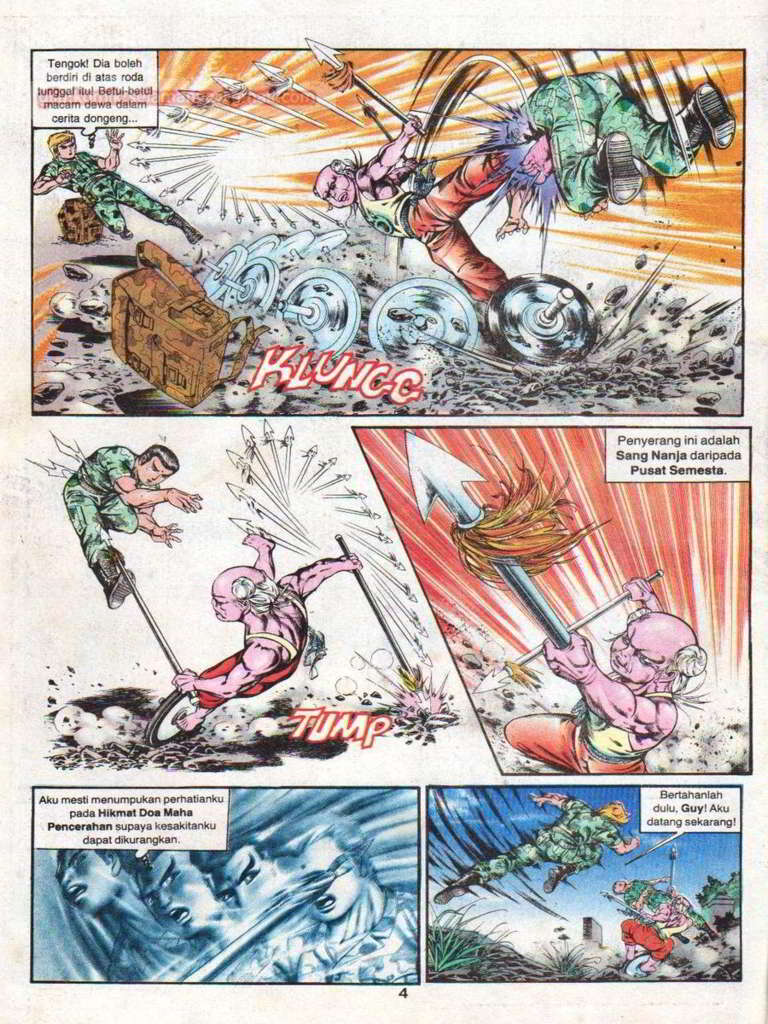 Tengok! Dia boleh
berdiri di atas roda
tunggal itu! Betul-betul
macam dewa dalam
cerita dongeng...
KLUNGG
Penyerang ini adalah
Sang Nanja daripada
Pusat Semesta.
TUMP
Aku mesti menumpukan perhatianku
pada Hikmat Doa Maha
Pencerahan supaya kesakitanku
dapat dikurangkan.
Bertahanlah
dulu, Guy! Aku
datang sekarang!
4